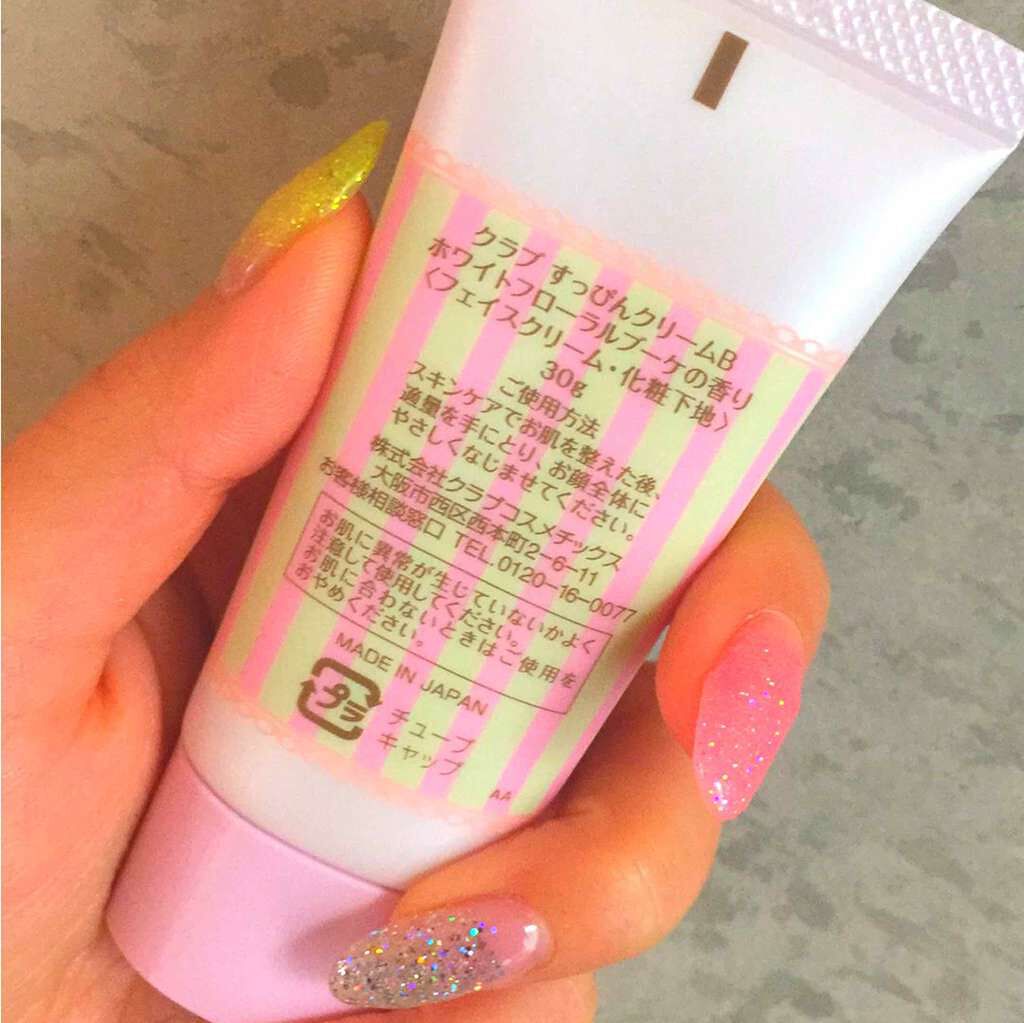 クラブ すっぴんクリームB
ホワイトフローラルブーケの香り
〈フェイスクリーム・化粧下地〉
30g
ご使用方法
スキンケアでお肌を整えた後、
適量を手にとり、お顔全体に
やさしくなじませてください。
株式会社クラブコスメチックス
大阪市西区西本町2-6-11
お客様相談窓口 TEL.0120-16-0077
お肌に異常が生じていないかよく
注意して使用してください。
お肌に合わないときはご使用を
おやめください。
MADE IN JAPAN
プラ
チューブ
キャップ
AA